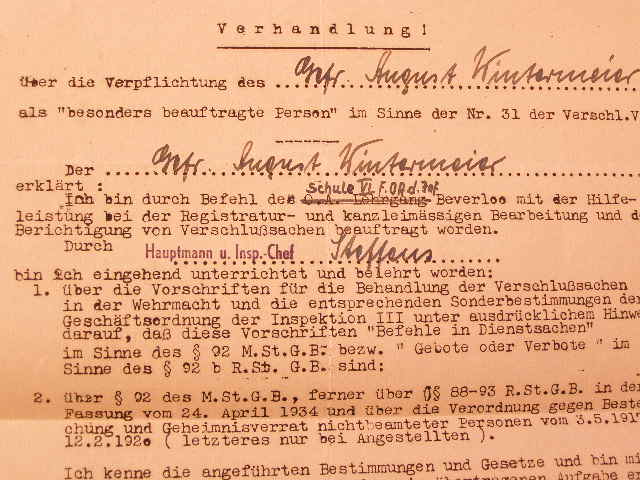 Verhandlung!
über die Verpflichtung des Gefr. August Wintermeier
als "besonders beauftragte Person" im Sinne der Nr. 31 der Verschl.V
Der Gefr. August Wintermeier
erklärt : Schule VI F.OA d. Inf
Ich bin durch Befehl des O.A. Lehrgang Beverloo mit der Hilfe-
leistung bei der Registratur- und kanzleimässigen Bearbeitung und d
Berichtigung von Verschlußsachen beauftragt worden.
Durch Hauptmann u. Insp.-Chef Steffens
bin ich eingehend unterrichtet und belehrt worden:
1. über die Vorschriften für die Behandlung der Verschlußsachen
in der Wehrmacht und die entsprechenden Sonderbestimmungen der
Geschäftsordnung der Inspektion III unter ausdrücklichem Hinwe
darauf, daß diese Vorschriften "Befehle in Dienstsachen"
im Sinne des § 92 M.St.G.B. bezw. " Gebote oder Verbote " im
Sinne des § 92 b R.St. G.B. sind:
2. über § 92 des M.St.G.B., ferner über §§ 88-93 R.St.G.B. in der
Fassung vom 24. April 1934 und über die Verordnung gegen Beste
chung und Geheimnisverrat nichtbeamteter Personen vom 3.5.1917
12.2.1920 ( letzteres nur bei Angestellten ).
Ich kenne die angeführten Bestimmungen und Gesetze und bin mi